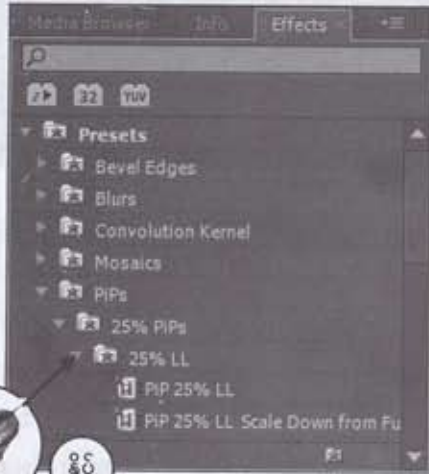 Media Browser Info Effects
32 YUV
Presets
Bevel Edges
Blurs
Convolution Kernel
Mosaics
PiPs
25% PiPs
25% LL
PiP 25% LL
PiP 25% LL Scale Down from Fu